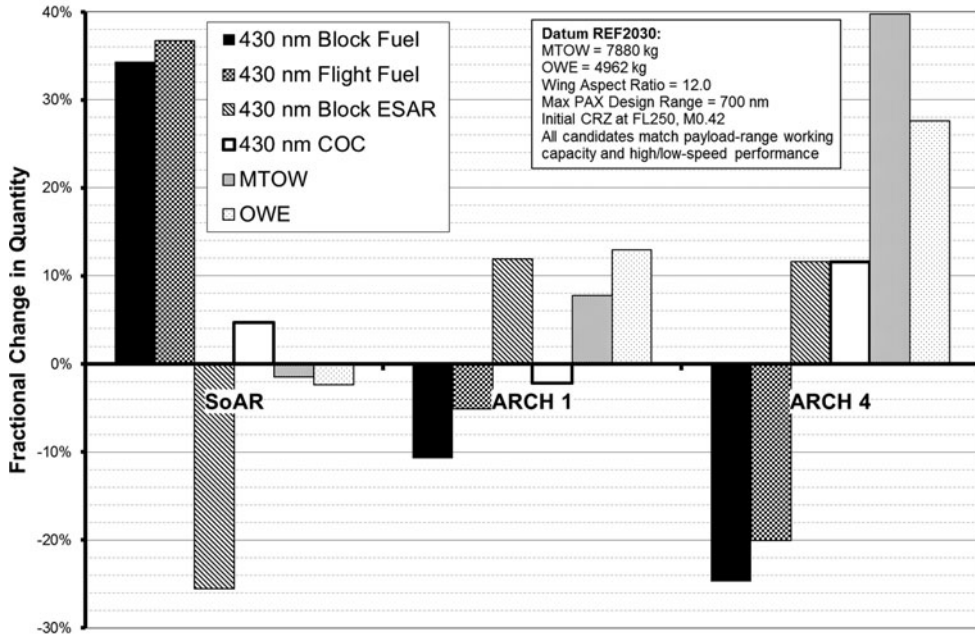 40%
30%
20%
10%
0%
-10%
-20%
-30%
Fractional Change in Quantity
430 nm Block Fuel
430 nm Flight Fuel
430 nm Block ESAR
430 nm COC
MTOW
OWE
Datum REF2030:
MTOW = 7880 kg
OWE = 4962 kg
Wing Aspect Ratio = 12.0
Max PAX Design Range = 700 nm
Initial CRZ at FL250, M0.42
All candidates match payload-range working
capacity and high/low-speed performance
SoAR
ARCH 1
ARCH 4